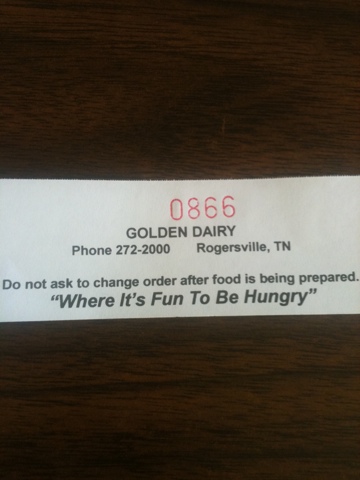 0866
GOLDEN DAIRY
Phone 272-2000 Rogersville, TN
Do not ask to change order after food is being prepared.
"Where It's Fun To Be Hungry"